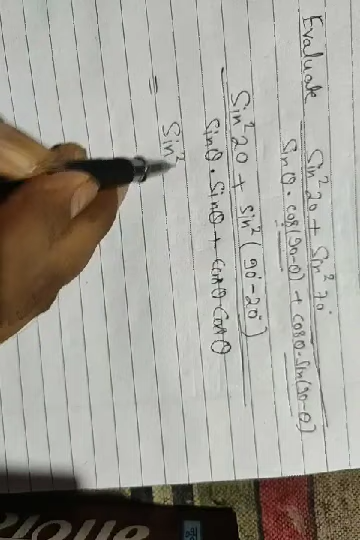 Evaluate Sin²20 + Sin²70
Sinθ · cos(90-θ) + cosθ · Sin(90-θ)
Sin²20 + Sin²(90° - 20°)
Sinθ · Sinθ + Cosθ Cosθ
= Sin²